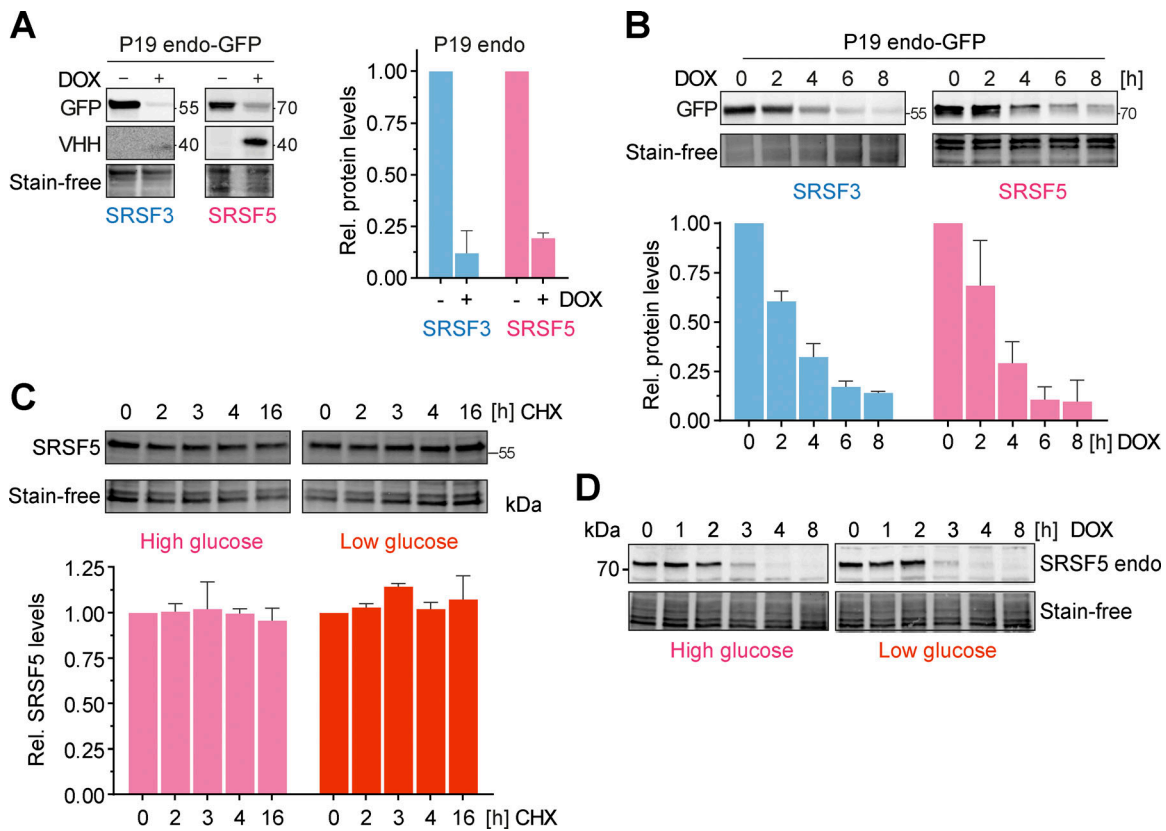 A
P19 endo-GFP
DOX - + - +
GFP 55 70
VHH 40 40
Stain-free
SRSF3 SRSF5
P19 endo
Rel. protein levels
1.00
0.75
0.50
0.25
0.00
- + - + DOX
SRSF3 SRSF5
B
P19 endo-GFP
DOX 0 2 4 6 8 0 2 4 6 8 [h]
GFP -55 -70
Stain-free
SRSF3 SRSF5
Rel. protein levels
1.00
0.75
0.50
0.25
0.00
0 2 4 6 8 0 2 4 6 8 [h] DOX
C
0 2 3 4 16 0 2 3 4 16 [h] CHX
SRSF5 -55
Stain-free kDa
High glucose Low glucose
Rel. SRSF5 levels
1.25
1.00
0.75
0.50
1.25
0.00
0 2 3 4 16 0 2 3 4 16 [h] CHX
D
kDa 0 1 2 3 4 8 0 1 2 3 4 8 [h] DOX
70 SRSF5 endo
Stain-free
High glucose Low glucose